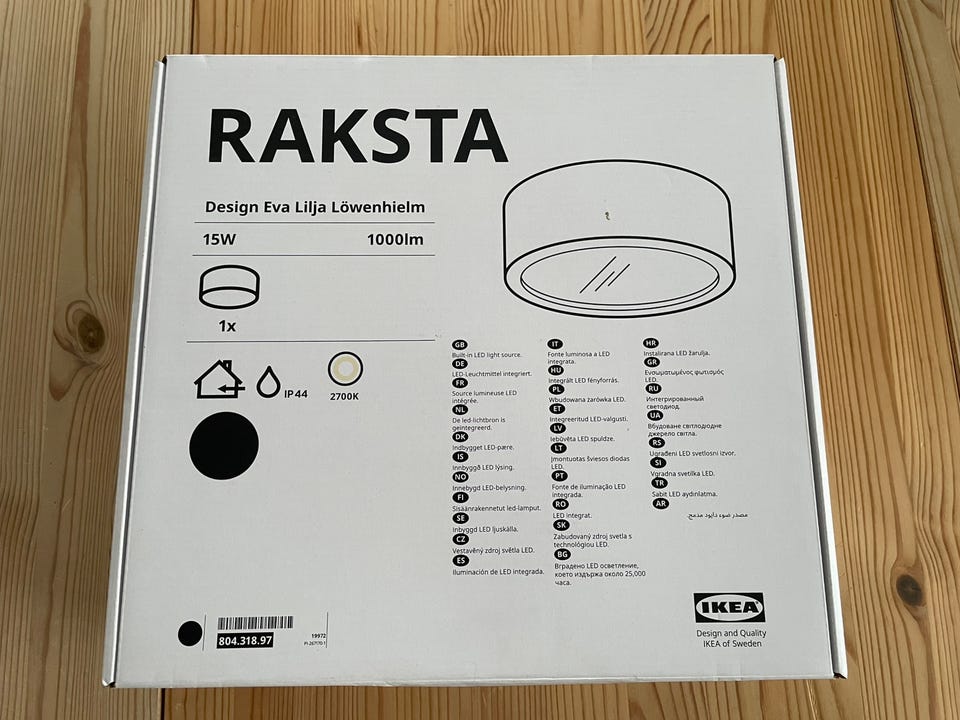 RAKSTA
Design Eva Lilja Löwenhielm
15W 1000lm
1x
IP44
2700K
GB
Built-in LED light source.
DE
LED-Leuchtmittel integriert.
FR
Source lumineuse LED
intégrée.
NL
De led-lichtbron is
geïntegreerd.
DK
Indbygget LED-pære.
IS
Innbyggð LED lýsing.
NO
Innebygd LED-belysning.
FI
Sisäänrakennetut led-lamput.
SE
Inbyggd LED ljuskälla.
CZ
Vestavěný zdroj světla LED.
ES
Iluminación de LED integrada.
IT
Fonte luminosa a LED
integrata.
HU
Integrált LED fényforrás.
PL
Wbudowana żarówka LED.
ET
Integreeritud LED-valgusti.
LV
Iebūvēta LED spuldze.
LT
Įmontuotas šviesos diodas
LED.
PT
Fonte de iluminação LED
integrada.
RO
LED integrat.
SK
Zabudovaný zdroj svetla s
technológiou LED.
BG
Вградено LED осветление,
което издържа около 25,000
часа.
HR
Instalirana LED žarulja.
GR
Ενσωματωμένος φωτισμός
LED.
RU
Интегрированный
светодиод.
UA
Вбудоване світлодіодне
джерело світла.
RS
Ugrađeni LED svetlosni izvor.
SI
Vgradna svetilka LED.
TR
Sabit LED aydınlatma.
AR
مصدر ضوء دايود مدمج.
804.318.97
19972
PI-267170-1
IKEA
Design and Quality
IKEA of Sweden